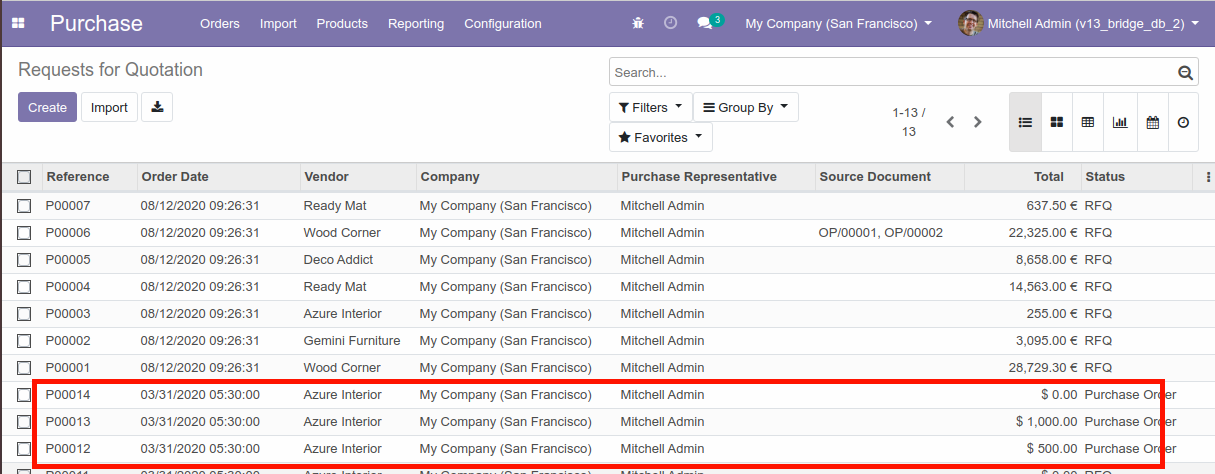 Purchase Orders Import Products Reporting Configuration 3 My Company (San Francisco) Mitchell Admin (v13_bridge_db_2)
Requests for Quotation
Search...
Create Import
Filters Group By
Favorites
1-13 /
13
Reference Order Date Vendor Company Purchase Representative Source Document Total Status
P00007 08/12/2020 09:26:31 Ready Mat My Company (San Francisco) Mitchell Admin 637.50 € RFQ
P00006 08/12/2020 09:26:31 Wood Corner My Company (San Francisco) Mitchell Admin OP/00001, OP/00002 22,325.00 € RFQ
P00005 08/12/2020 09:26:31 Deco Addict My Company (San Francisco) Mitchell Admin 8,658.00 € RFQ
P00004 08/12/2020 09:26:31 Ready Mat My Company (San Francisco) Mitchell Admin 14,563.00 € RFQ
P00003 08/12/2020 09:26:31 Azure Interior My Company (San Francisco) Mitchell Admin 255.00 € RFQ
P00002 08/12/2020 09:26:31 Gemini Furniture My Company (San Francisco) Mitchell Admin 3,095.00 € RFQ
P00001 08/12/2020 09:26:31 Wood Corner My Company (San Francisco) Mitchell Admin 28,729.30 € RFQ
P00014 03/31/2020 05:30:00 Azure Interior My Company (San Francisco) Mitchell Admin $ 0.00 Purchase Order
P00013 03/31/2020 05:30:00 Azure Interior My Company (San Francisco) Mitchell Admin $ 1,000.00 Purchase Order
P00012 03/31/2020 05:30:00 Azure Interior My Company (San Francisco) Mitchell Admin $ 500.00 Purchase Order